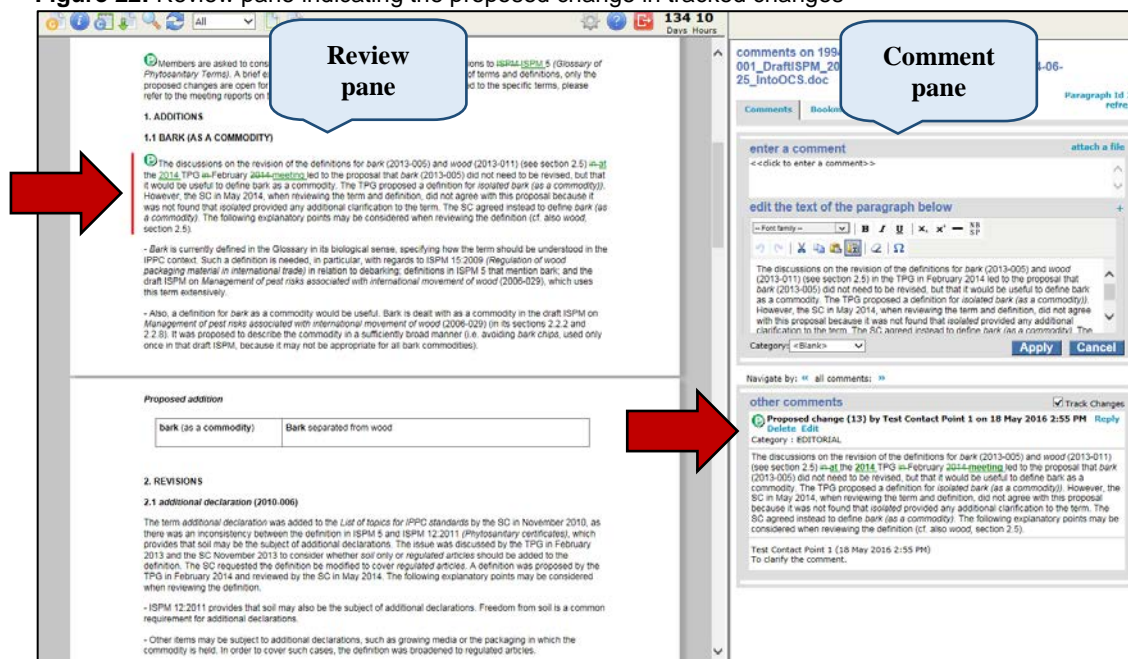 Figure 22: Review pane indicating the proposed change in tracked changes
All
134 10
Days Hours
Review
pane
Comment
pane
Members are asked to cons
ons to ISPM ISPM 5 (Glossary of
Phytosanitary Terms). A brief e
of terms and definitions, only the
proposed changes are open for
d to the specific terms, please
refer to the meeting reports on
1. ADDITIONS
1.1 BARK (AS A COMMODITY)
The discussions on the revision of the definitions for bark (2013-005) and wood (2013-011) (see section 2.5) in at
the 2014 TPG in February 2014 meeting led to the proposal that bark (2013-005) did not need to be revised, but that
it would be useful to define bark as a commodity. The TPG proposed a definition for isolated bark (as a commodity)).
However, the SC in May 2014, when reviewing the term and definition, did not agree with this proposal because it
was not found that isolated provided any additional clarification to the term. The SC agreed instead to define bark (as
a commodity). The following explanatory points may be considered when reviewing the definition (cf. also wood,
section 2.5).
- Bark is currently defined in the Glossary in its biological sense, specifying how the term should be understood in the
IPPC context. Such a definition is needed, in particular, with regards to ISPM 15:2009 (Regulation of wood
packaging material in international trade) in relation to debarking; definitions in ISPM 5 that mention bark; and the
draft ISPM on Management of pest risks associated with international movement of wood (2006-029), which uses
this term extensively.
- Also, a definition for bark as a commodity would be useful. Bark is dealt with as a commodity in the draft ISPM on
Management of pest risks associated with international movement of wood (2006-029) (in its sections 2.2.2 and
2.2.8). It was proposed to describe the commodity in a sufficiently broad manner (i.e. avoiding bark chips, used only
once in that draft ISPM, because it may not be appropriate for all bark commodities).
Proposed addition
bark (as a commodity) Bark separated from wood
2. REVISIONS
2.1 additional declaration (2010-006)
The term additional declaration was added to the List of topics for IPPC standards by the SC in November 2010, as
there was an inconsistency between the definition in ISPM 5 and ISPM 12:2011 (Phytosanitary certificates), which
provides that soil may be the subject of additional declarations. The issue was discussed by the TPG in February
2013 and the SC November 2013 to consider whether soil only or regulated articles should be added to the
definition. The SC requested the definition be modified to cover regulated articles. A definition was proposed by the
TPG in February 2014 and reviewed by the SC in May 2014. The following explanatory points may be considered
when reviewing the definition.
- ISPM 12:2011 provides that soil may also be the subject of additional declarations. Freedom from soil is a common
requirement for additional declarations.
- Other items may be subject to additional declarations, such as growing media or the packaging in which the
commodity is held. In order to cover such cases, the definition was broadened to regulated articles.
comments on 199
001_DraftISPM_20
4-06-
25_IntoOCS.doc
Paragraph Id
refre
Comments Bookm
enter a comment attach a file
<<click to enter a comment>>
edit the text of the paragraph below +
-- Font family -- B I U x, x' — NB SP
Ω
The discussions on the revision of the definitions for bark (2013-005) and wood
(2013-011) (see section 2.5) in the TPG in February 2014 led to the proposal that
bark (2013-005) did not need to be revised, but that it would be useful to define bark
as a commodity. The TPG proposed a definition for isolated bark (as a commodity)).
However, the SC in May 2014, when reviewing the term and definition, did not agree
with this proposal because it was not found that isolated provided any additional
clarification to the term. The SC agreed instead to define bark (as a commodity). The
Category: <Blank> Apply Cancel
Navigate by: « all comments: »
other comments Track Changes
Proposed change (13) by Test Contact Point 1 on 18 May 2016 2:55 PM Reply
Delete Edit
Category : EDITORIAL
The discussions on the revision of the definitions for bark (2013-005) and wood (2013-011)
(see section 2.5) in at the 2014 TPG in February 2014 meeting led to the proposal that bark
(2013-005) did not need to be revised, but that it would be useful to define bark as a
commodity. The TPG proposed a definition for isolated bark (as a commodity)). However, the
SC in May 2014, when reviewing the term and definition, did not agree with this proposal
because it was not found that isolated provided any additional clarification to the term. The
SC agreed instead to define bark (as a commodity). The following explanatory points may be
considered when reviewing the definition (cf. also wood, section 2.5).
Test Contact Point 1 (18 May 2016 2:55 PM)
To clarify the comment.